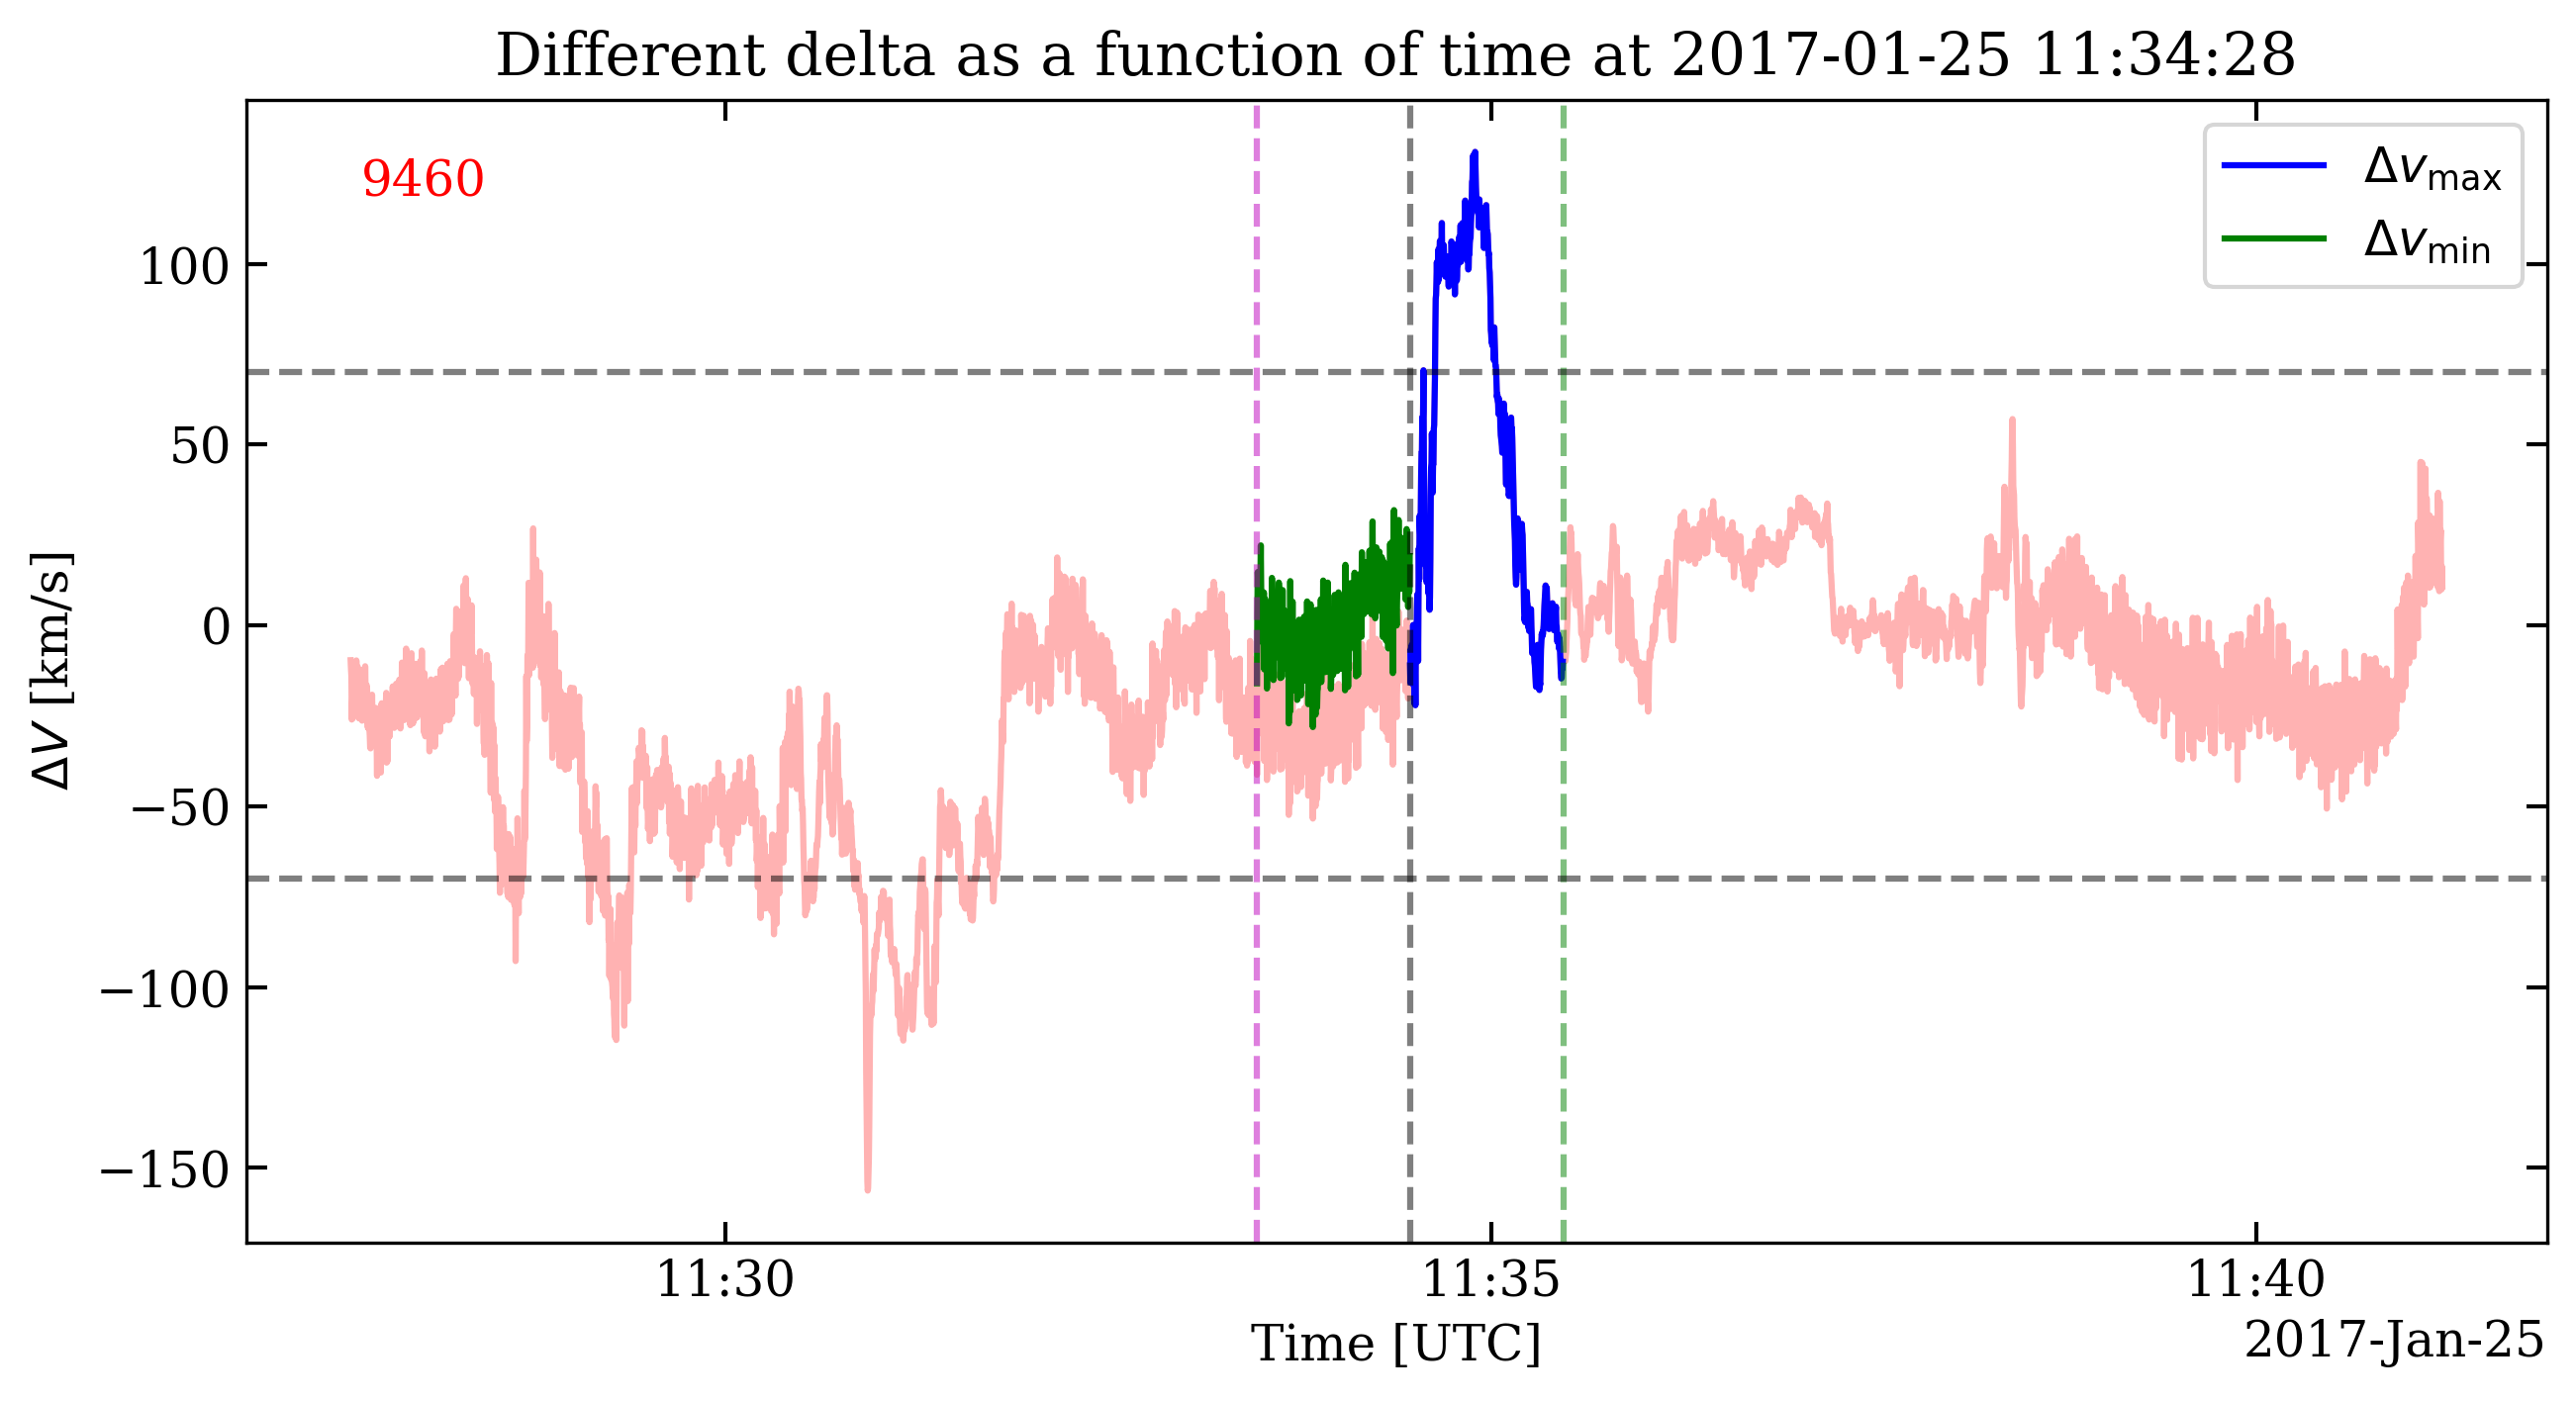 Different delta as a function of time at 2017-01-25 11:34:28
9460
Δv_max
Δv_min
100
50
0
−50
−100
−150
ΔV [km/s]
11:30
11:35
11:40
Time [UTC]
2017-Jan-25